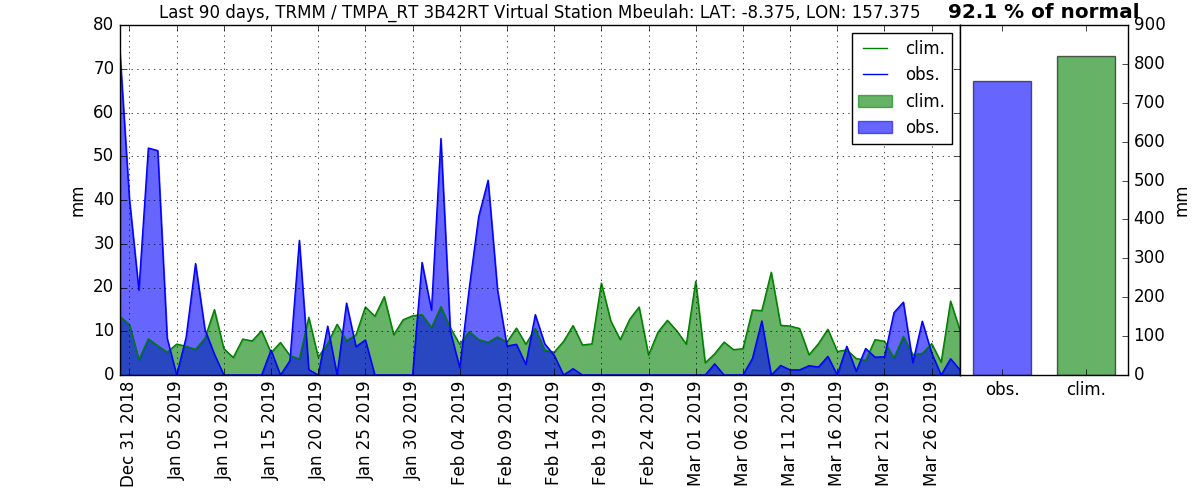 Last 90 days, TRMM / TMPA_RT 3B42RT Virtual Station Mbeulah: LAT: -8.375, LON: 157.375
92.1 % of normal
80
70
60
50
40
30
20
10
0
mm
clim.
obs.
clim.
obs.
Dec 31 2018
Jan 05 2019
Jan 10 2019
Jan 15 2019
Jan 20 2019
Jan 25 2019
Jan 30 2019
Feb 04 2019
Feb 09 2019
Feb 14 2019
Feb 19 2019
Feb 24 2019
Mar 01 2019
Mar 06 2019
Mar 11 2019
Mar 16 2019
Mar 21 2019
Mar 26 2019
900
800
700
600
500
400
300
200
100
0
mm
obs.
clim.